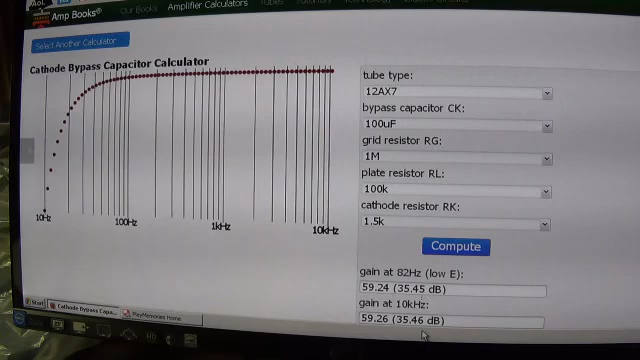 Aol.
Amp Books®
Our Books
Amplifier Calculators
Tubes
Select Another Calculator
Cathode Bypass Capacitor Calculator
10Hz
100Hz
1kHz
10kHz
tube type:
12AX7
bypass capacitor CK:
100uF
grid resistor RG:
1M
plate resistor RL:
100k
cathode resistor RK:
1.5k
Compute
gain at 82Hz (low E):
59.24 (35.45 dB)
gain at 10kHz:
59.26 (35.46 dB)
Start
Cathode Bypass Capa...
PlayMemories Home